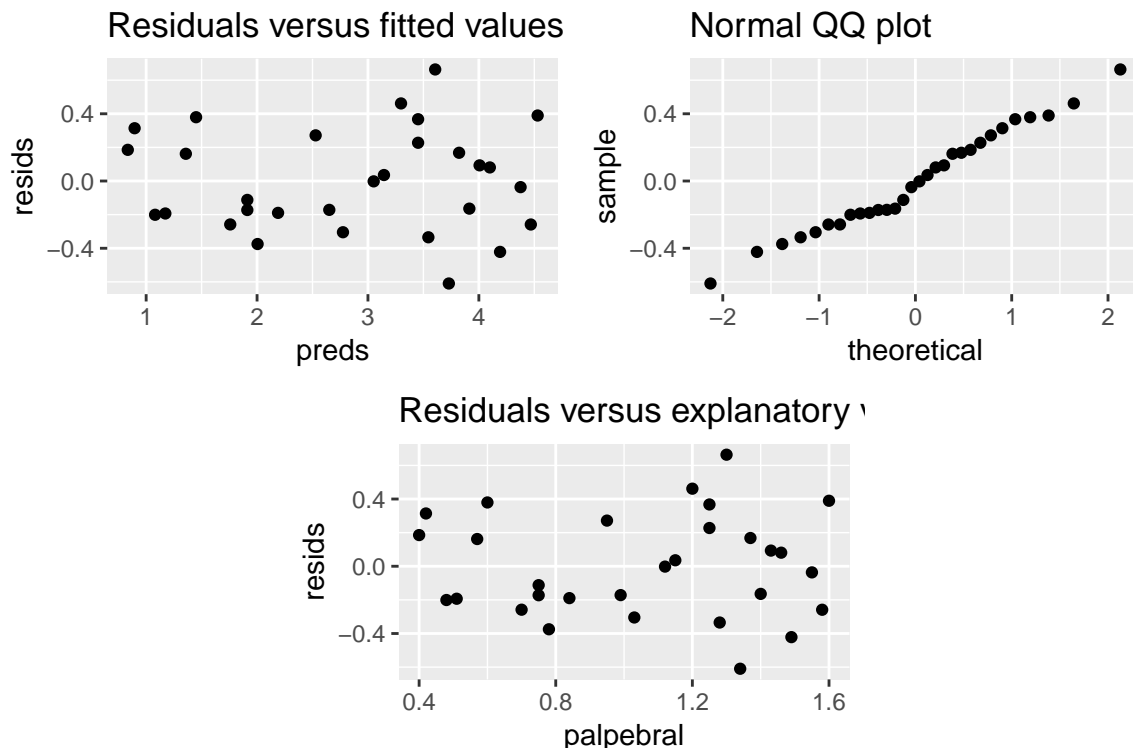 Residuals versus fitted values
0.4
0.0
−0.4
resids
1 2 3 4
preds
Normal QQ plot
0.4
0.0
−0.4
sample
−2 −1 0 1 2
theoretical
Residuals versus explanatory
0.4
0.0
−0.4
resids
0.4 0.8 1.2 1.6
palpebral